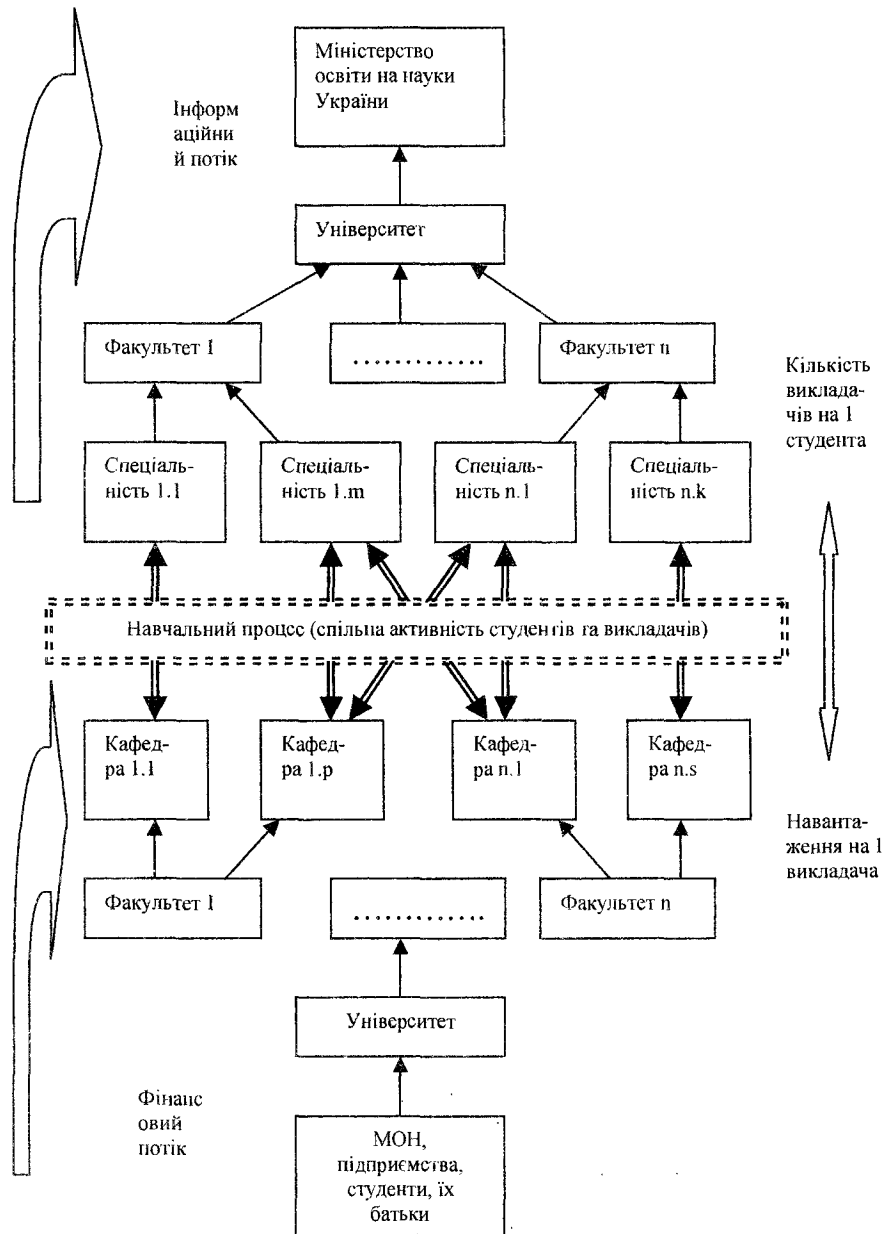 Міністерство
освіти на науки
України
Інформ
аційни
й потік
Університет
Факультет 1
.............
Факультет n
Кількість
виклада-
чів на 1
студента
Спеціаль-
ність 1.1
Спеціаль-
ність 1.m
Спеціаль-
ність n.1
Спеціаль-
ність n.k
Навчальний процес (спільна активність студентів та викладачів)
Кафед-
ра 1.1
Кафед-
ра 1.p
Кафед-
ра n.1
Кафед-
ра n.s
Наванта-
ження на 1
викладача
Факультет 1
.............
Факультет n
Університет
Фінанс
овий
потік
МОН,
підприємства,
студенти, їх
батьки